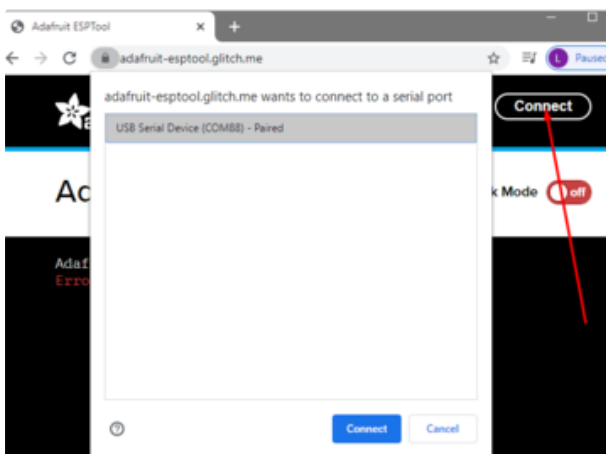 Adafruit ESPTool
adafruit-esptool.glitch.me
Paused
adafruit-esptool.glitch.me wants to connect to a serial port
USB Serial Device (COM88) - Paired
Connect
Ad
k Mode off
Adaf
Erro
Connect Cancel